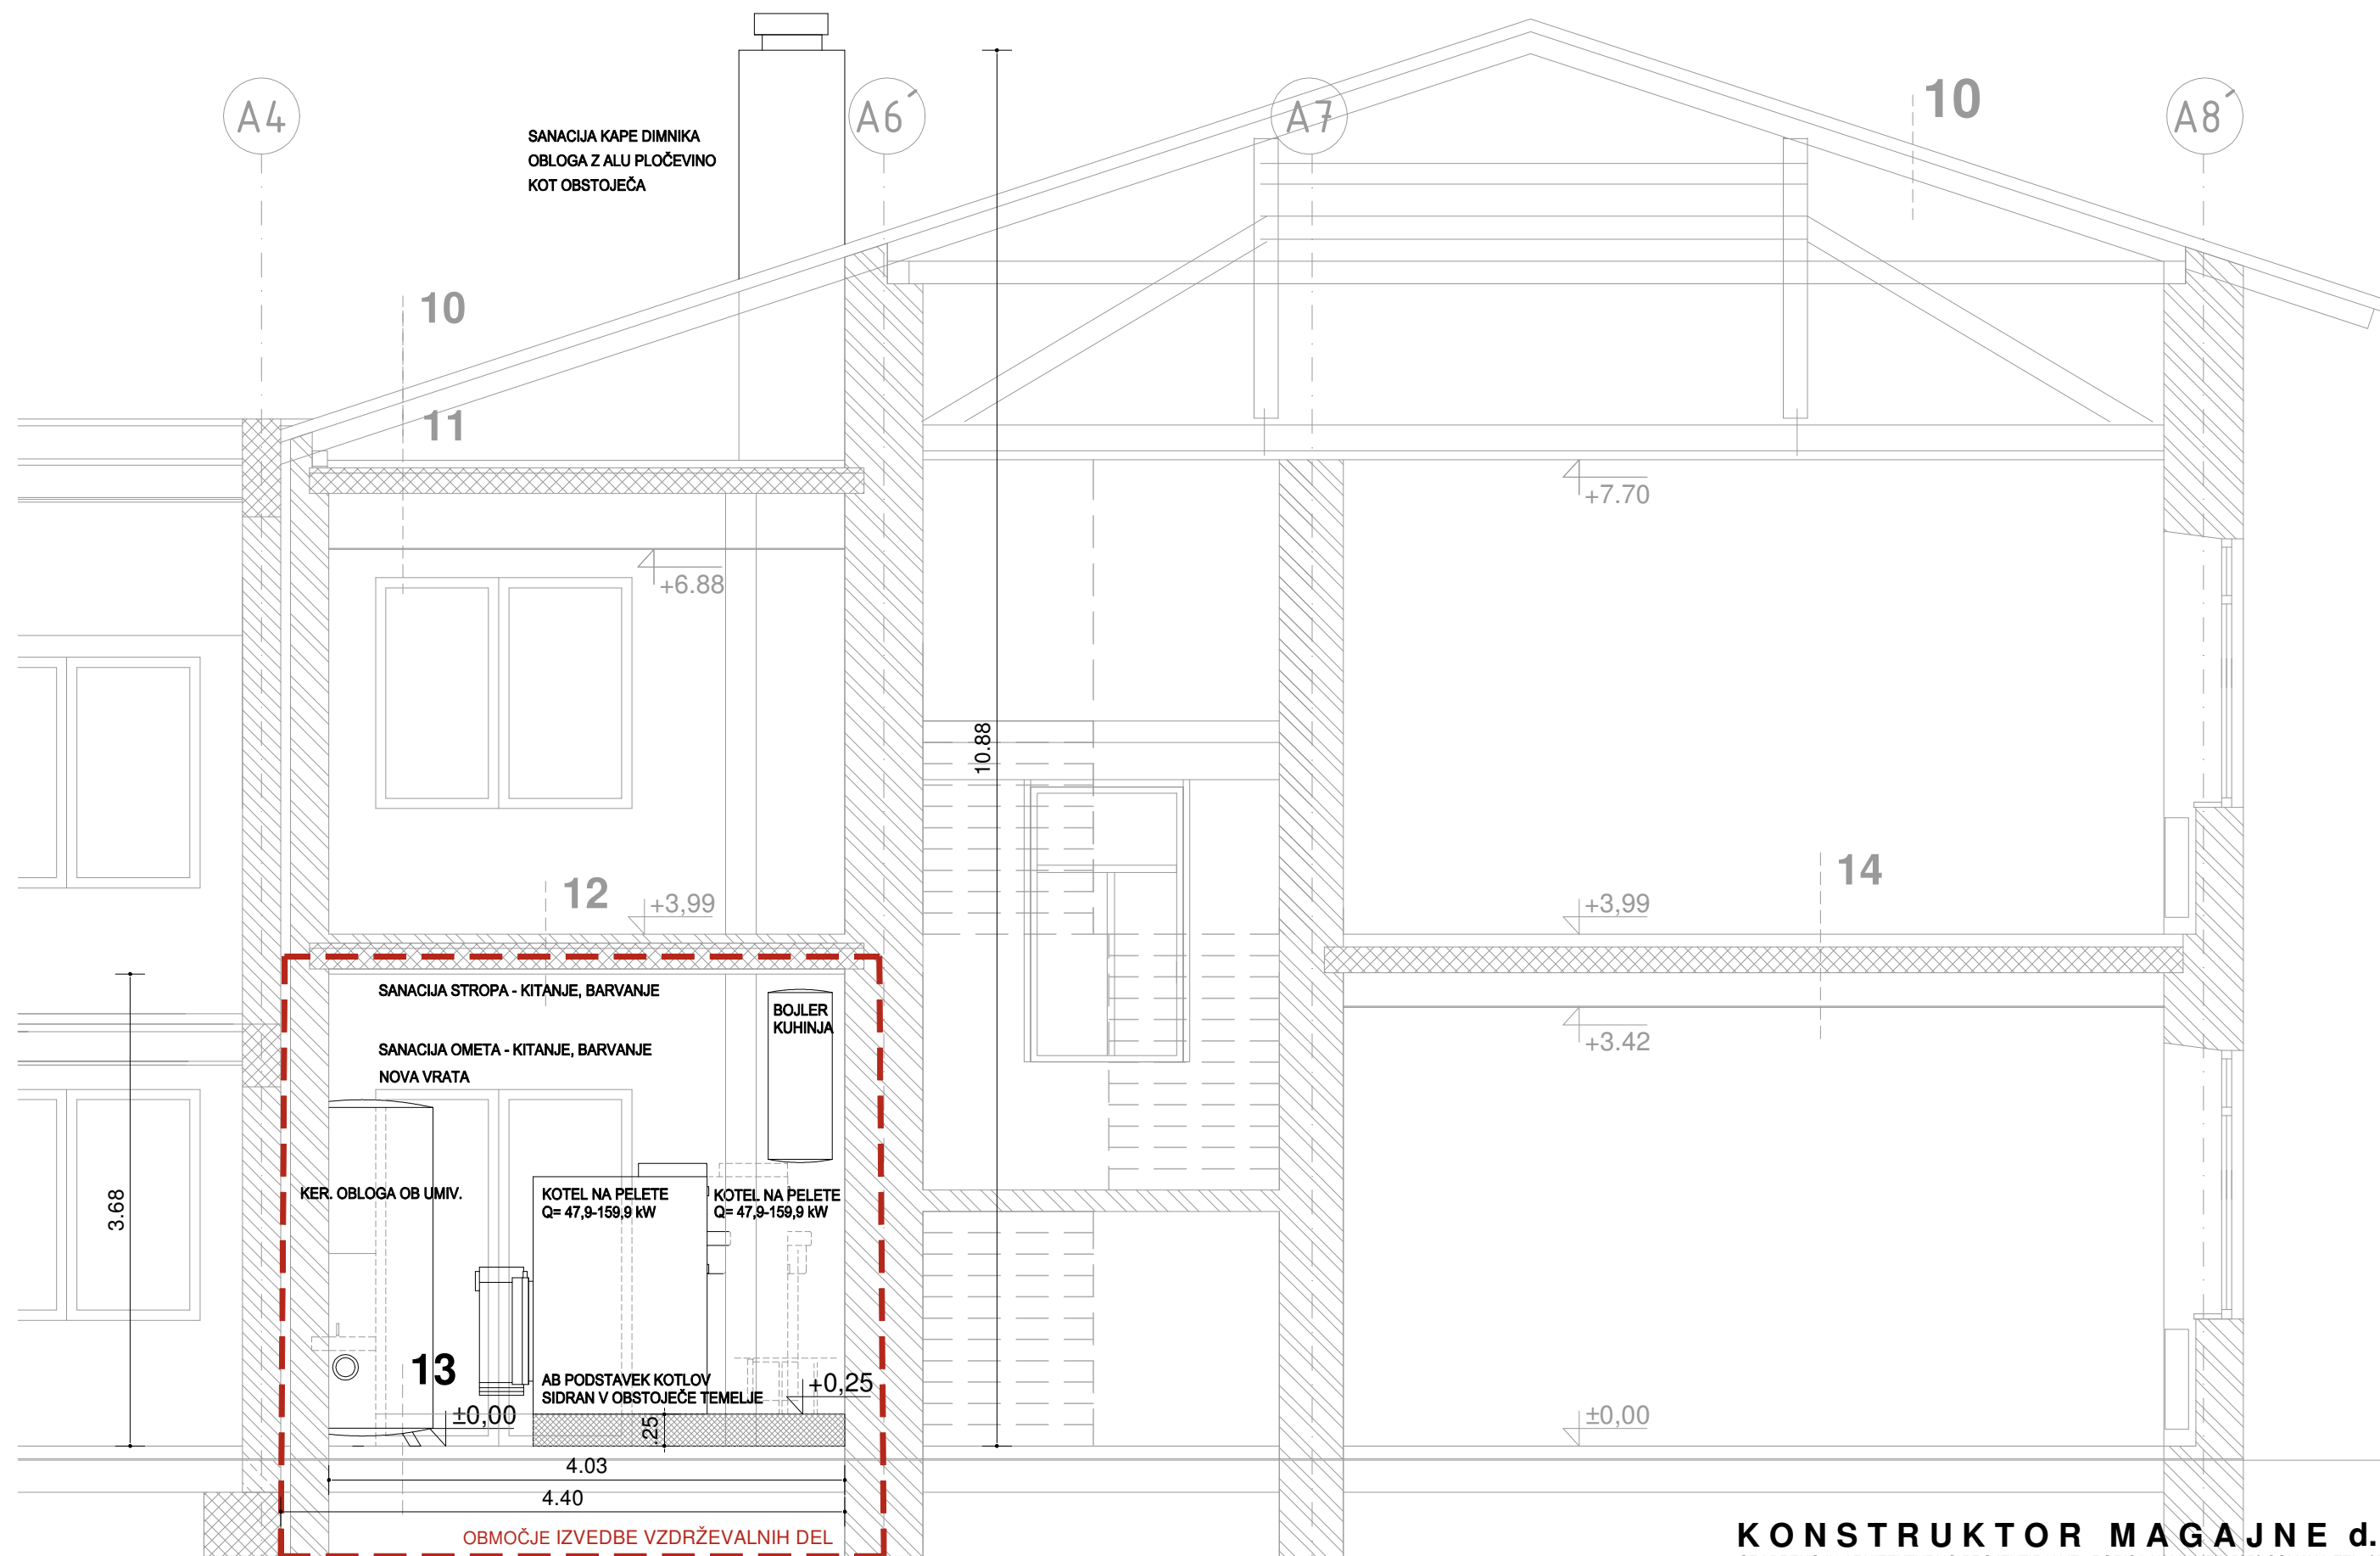 A4
A6´
A7
10
A8´
SANACIJA KAPE DIMNIKA
OBLOGA Z ALU PLOČEVINO
KOT OBSTOJEČA
10
11
+7.70
+6.88
10.88
12
+3,99
+3,99
14
SANACIJA STROPA - KITANJE, BARVANJE
BOJLER
KUHINJA
SANACIJA OMETA - KITANJE, BARVANJE
NOVA VRATA
+3.42
3.68
KER. OBLOGA OB UMIV.
KOTEL NA PELETE
Q= 47,9-159,9 kW
KOTEL NA PELETE
Q= 47,9-159,9 kW
13
AB PODSTAVEK KOTLOV
SIDRAN V OBSTOJEČE TEMELJE
+0,25
±0,00
.25
±0,00
4.03
4.40
OBMOČJE IZVEDBE VZDRŽEVALNIH DEL
KONSTRUKTOR MAGAJNE d.